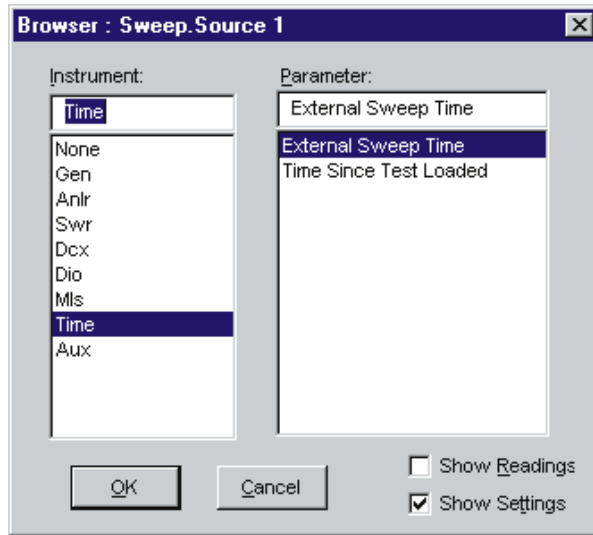 Browser : Sweep.Source 1
Instrument:
Time
None
Gen
Anlr
Swr
Dcx
Dio
Mls
Time
Aux
Parameter:
External Sweep Time
External Sweep Time
Time Since Test Loaded
OK
Cancel
Show Readings
Show Settings